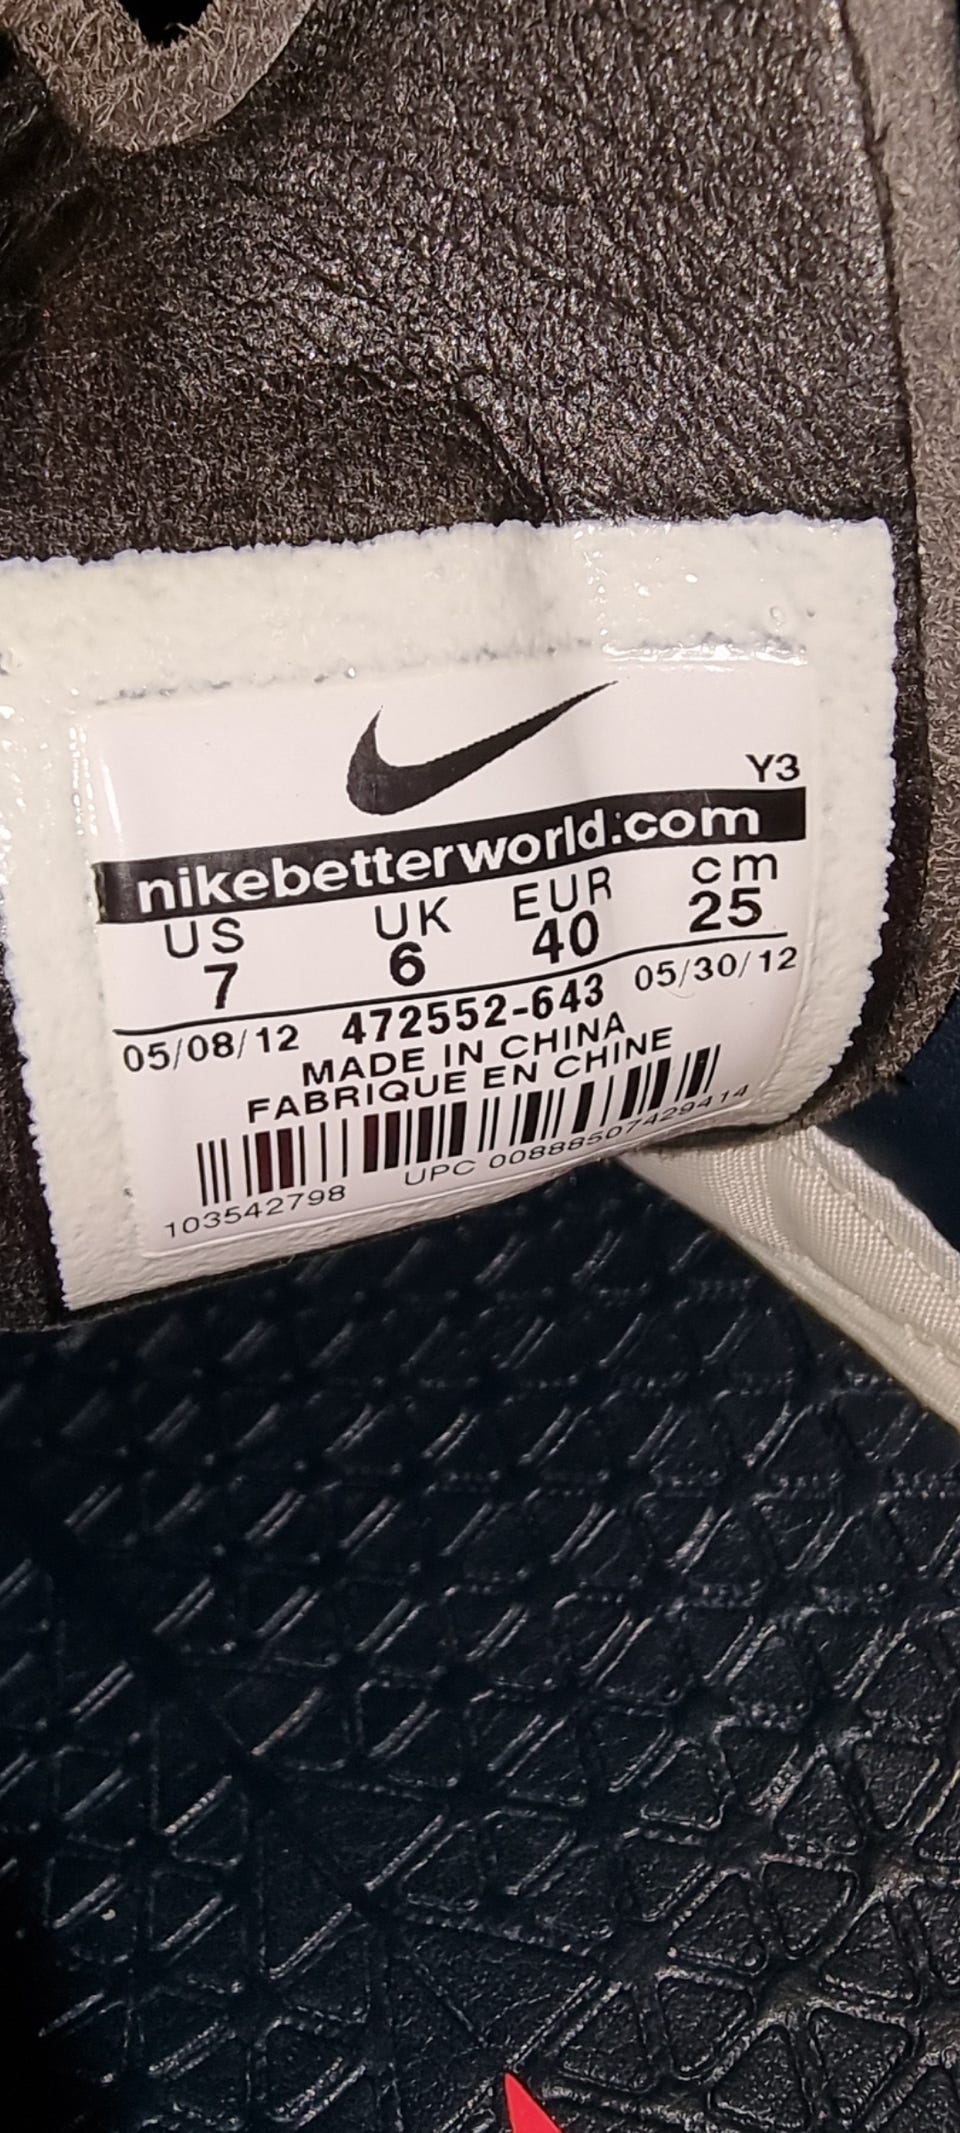 Y3
nikebetterworld.com
US UK EUR cm
7 6 40 25
05/08/12 472552-643 05/30/12
MADE IN CHINA
FABRIQUE EN CHINE
103542798 UPC 00888507429414